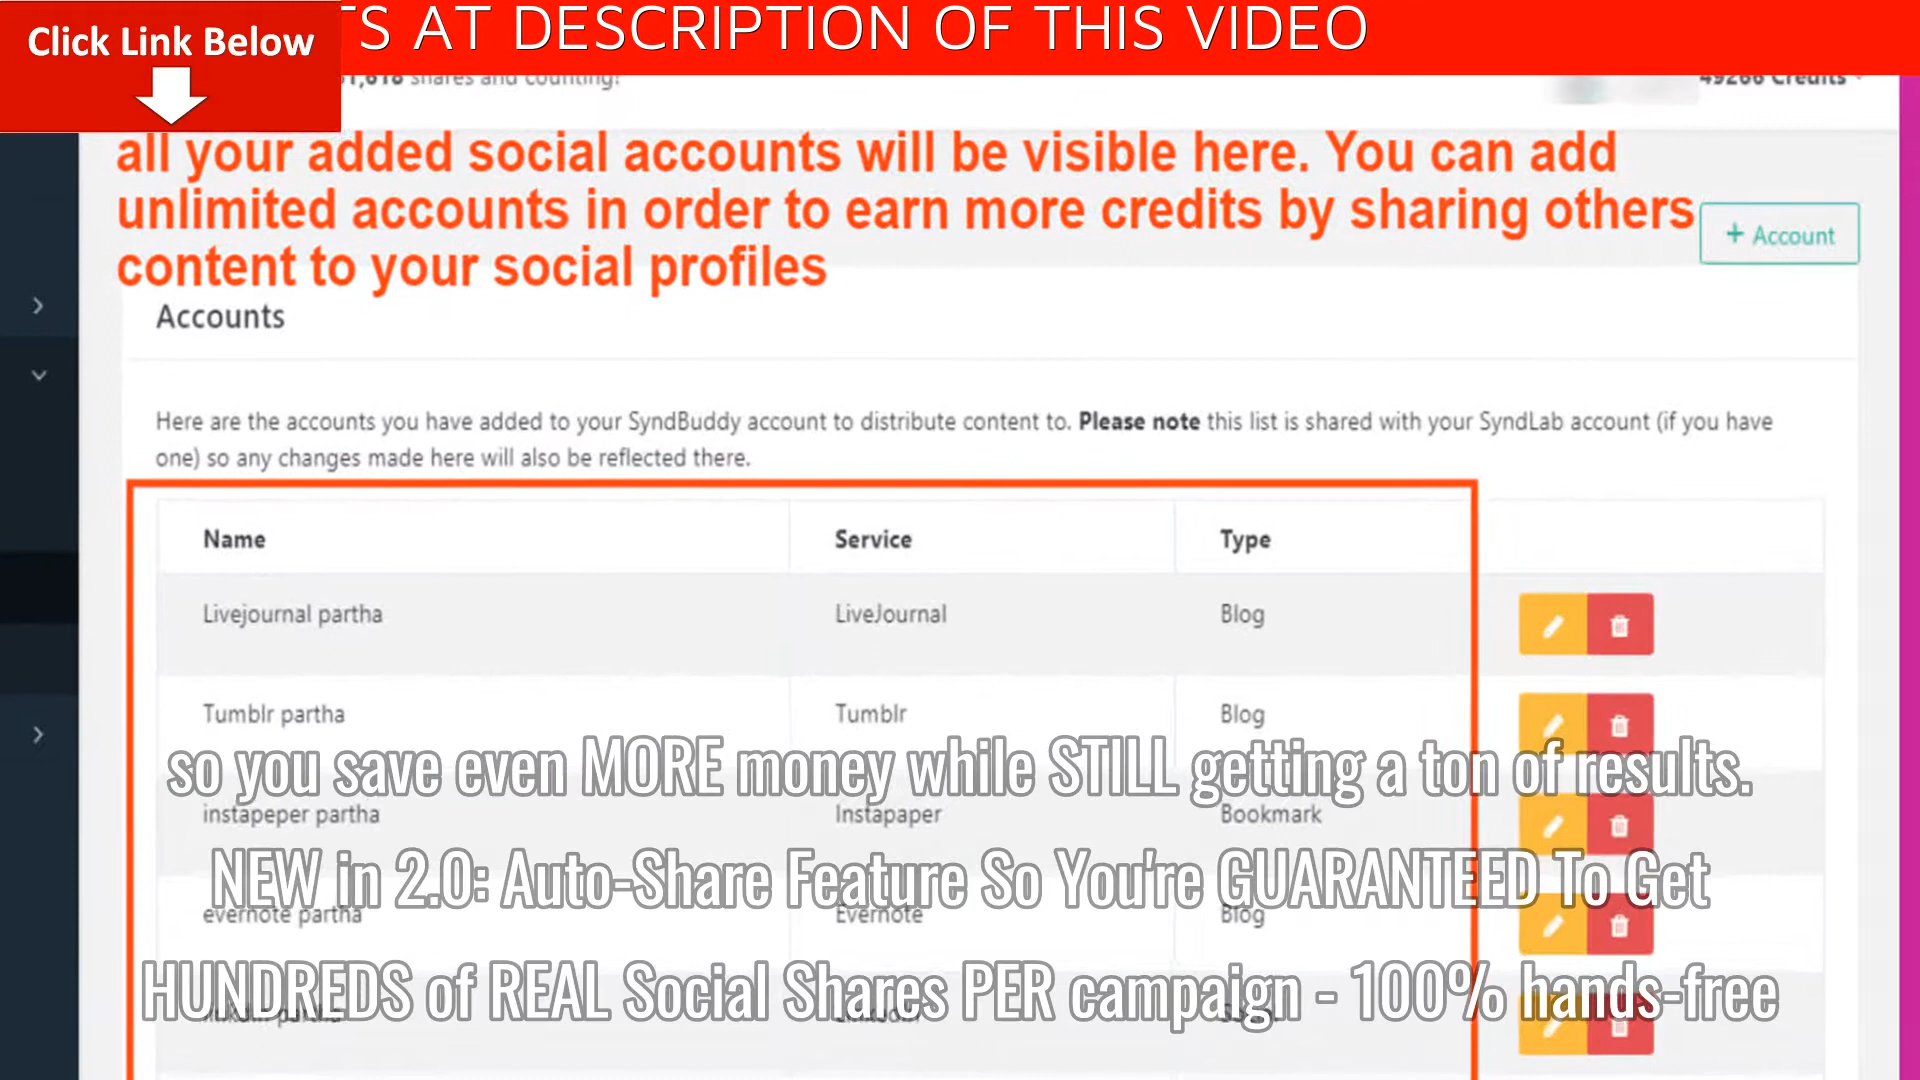 Click Link Below
TS AT DESCRIPTION OF THIS VIDEO
1,618 shares and counting!
49266 Credits
all your added social accounts will be visible here. You can add
unlimited accounts in order to earn more credits by sharing others
content to your social profiles
+ Account
Accounts
Here are the accounts you have added to your SyndBuddy account to distribute content to. Please note this list is shared with your SyndLab account (if you have
one) so any changes made here will also be reflected there.
Name Service Type
Livejournal partha LiveJournal Blog
Tumblr partha Tumblr Blog
so you save even MORE money while STILL getting a ton of results.
instapeper partha Instapaper Bookmark
NEW in 2.0: Auto-Share Feature So You're GUARANTEED To Get
evernote partha Evernote Blog
HUNDREDS of REAL Social Shares PER campaign - 100% hands-free